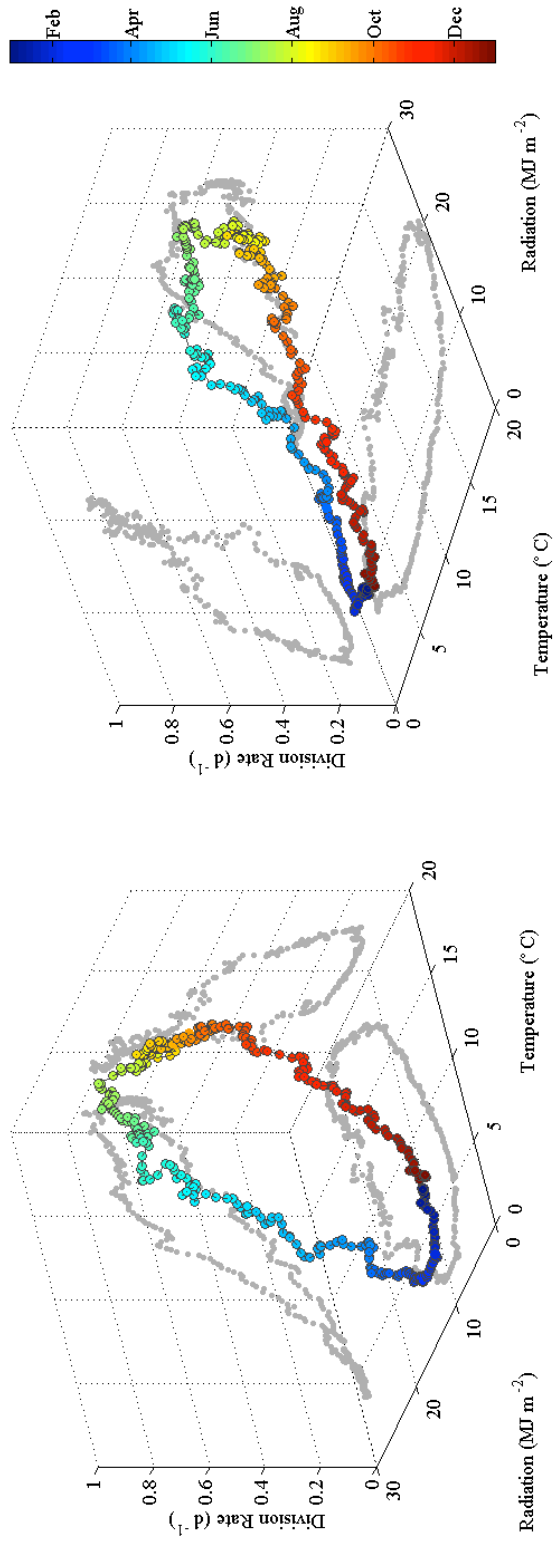 1
0.8
0.6
0.4
0.2
0
Division Rate (d⁻¹)
30
20
10
0
Radiation (MJ m⁻²)
0
5
10
15
20
Temperature (° C)
1
0.8
0.6
0.4
0.2
0
Division Rate (d⁻¹)
0
5
10
15
20
Temperature (° C)
0
10
20
30
Radiation (MJ m⁻²)
Feb
Apr
Jun
Aug
Oct
Dec